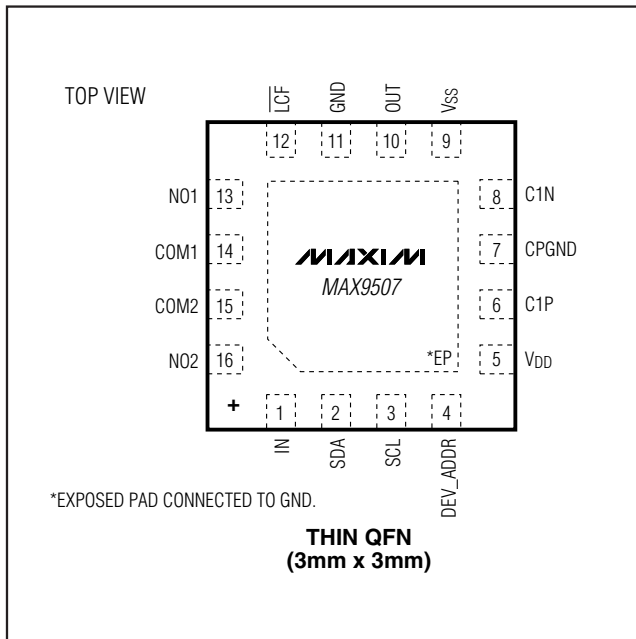 TOP VIEW
L̅C̅F̅ GND OUT VSS
12 11 10 9
NO1 13 8 C1N
COM1 14 7 CPGND
MAXIM
MAX9507
COM2 15 6 C1P
NO2 16 *EP 5 VDD
+ 1 2 3 4
IN SDA SCL DEV_ADDR
*EXPOSED PAD CONNECTED TO GND.
THIN QFN
(3mm x 3mm)